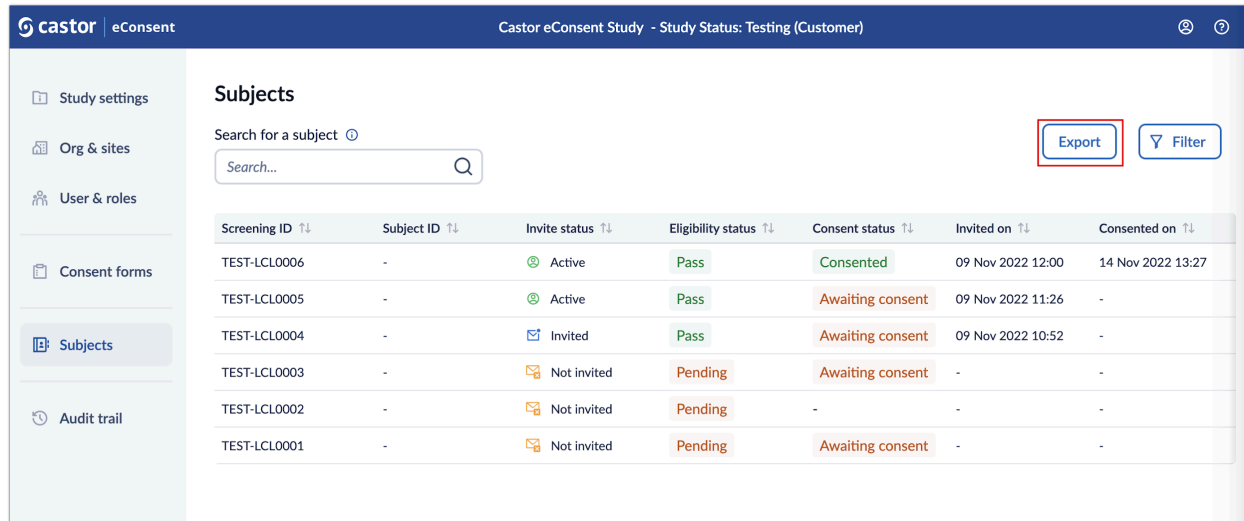 castor eConsent
Castor eConsent Study - Study Status: Testing (Customer)
Study settings
Org & sites
User & roles
Consent forms
Subjects
Audit trail
Subjects
Search for a subject
Search...
Export
Filter
Screening ID Subject ID Invite status Eligibility status Consent status Invited on Consented on
TEST-LCL0006 - Active Pass Consented 09 Nov 2022 12:00 14 Nov 2022 13:27
TEST-LCL0005 - Active Pass Awaiting consent 09 Nov 2022 11:26 -
TEST-LCL0004 - Invited Pass Awaiting consent 09 Nov 2022 10:52 -
TEST-LCL0003 - Not invited Pending Awaiting consent - -
TEST-LCL0002 - Not invited Pending - - -
TEST-LCL0001 - Not invited Pending Awaiting consent - -